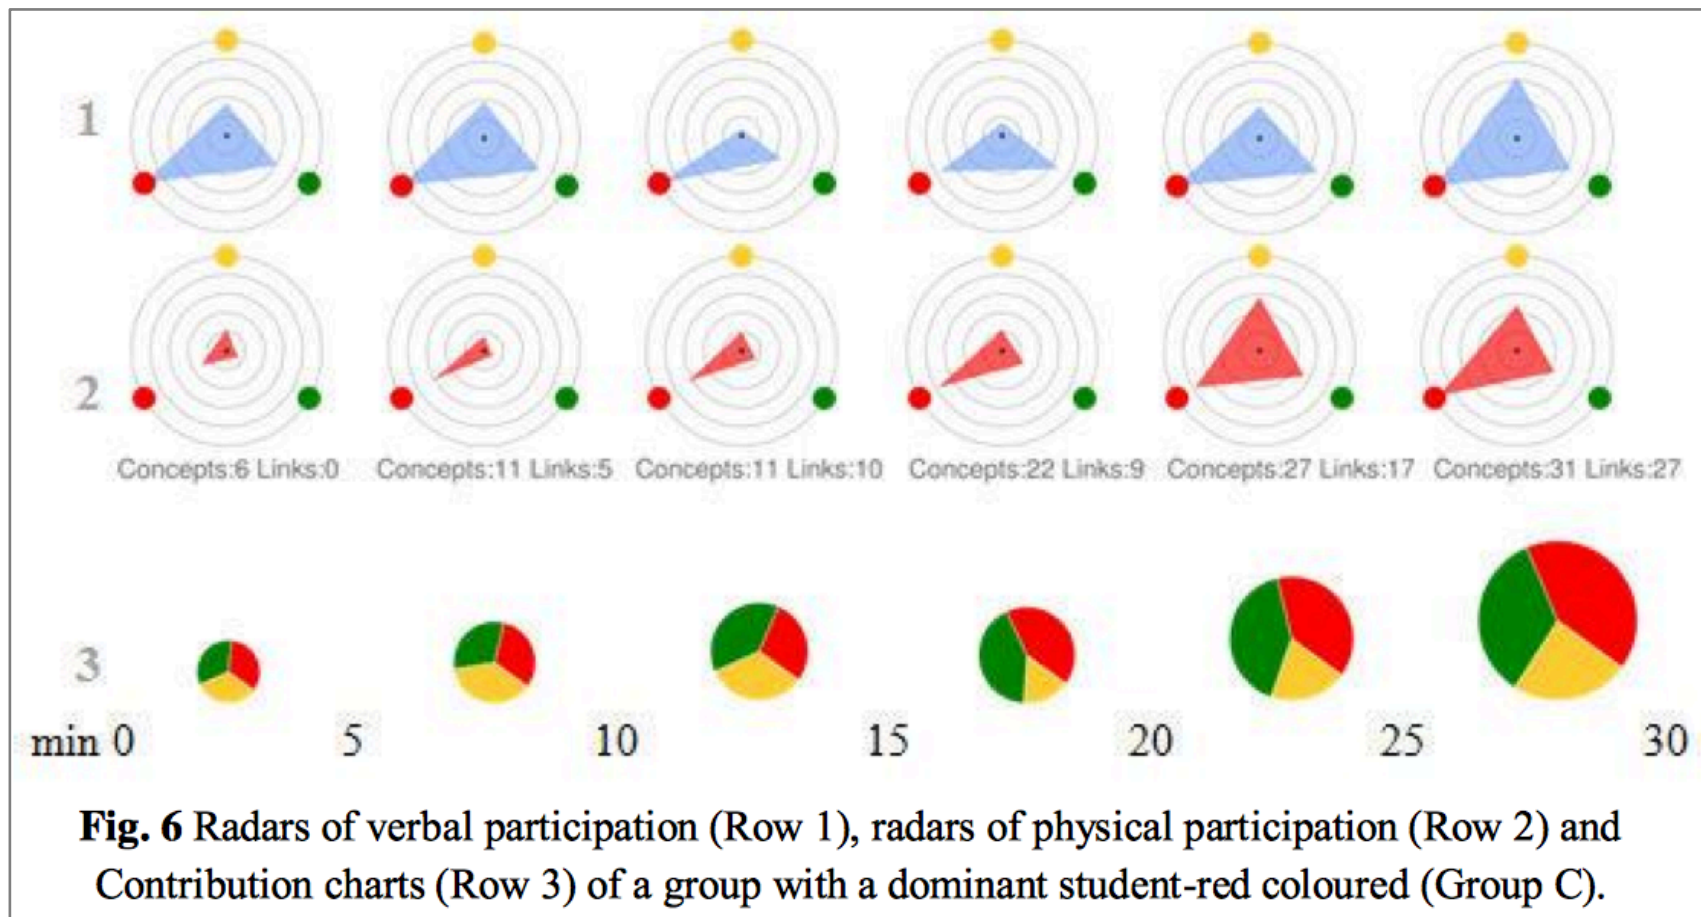 1
2
Concepts:6 Links:0 Concepts:11 Links:5 Concepts:11 Links:10 Concepts:22 Links:9 Concepts:27 Links:17 Concepts:31 Links:27
3
min 0 5 10 15 20 25 30
Fig. 6 Radars of verbal participation (Row 1), radars of physical participation (Row 2) and
Contribution charts (Row 3) of a group with a dominant student-red coloured (Group C).